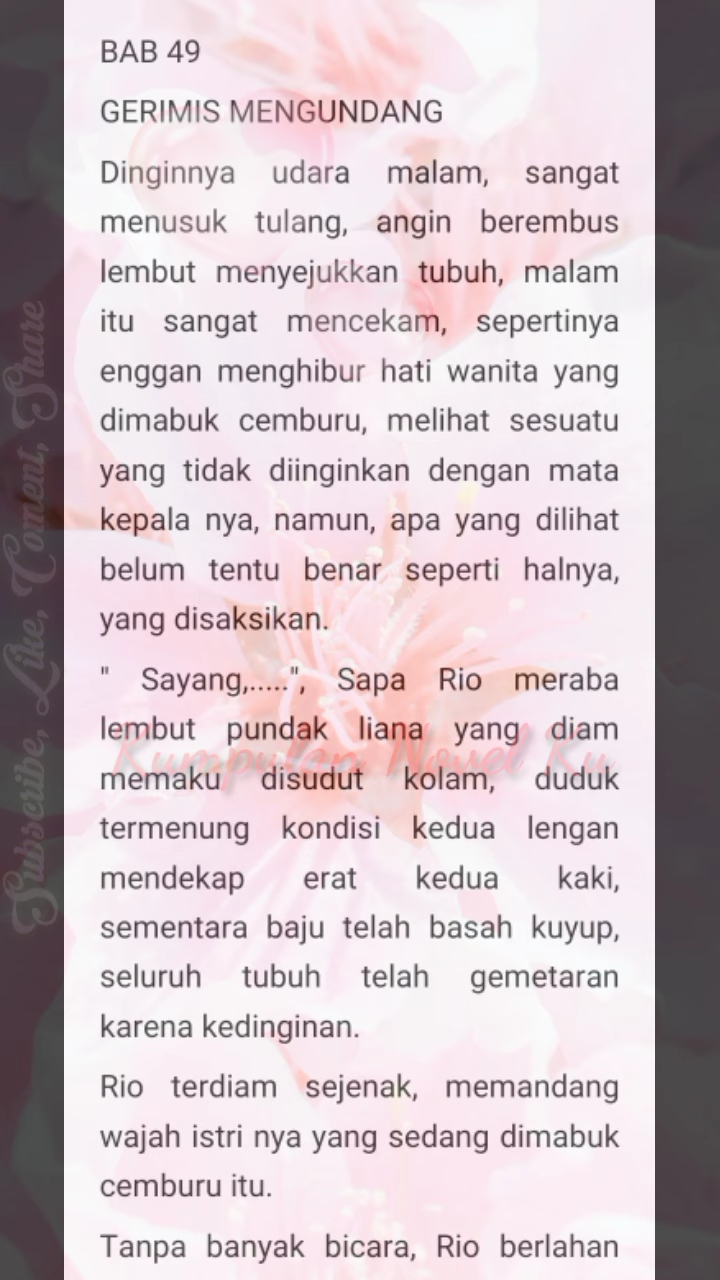 BAB 49
GERIMIS MENGUNDANG
Dinginnya udara malam, sangat
menusuk tulang, angin berembus
lembut menyejukkan tubuh, malam
itu sangat mencekam, sepertinya
enggan menghibur hati wanita yang
dimabuk cemburu, melihat sesuatu
yang tidak diinginkan dengan mata
kepala nya, namun, apa yang dilihat
belum tentu benar seperti halnya,
yang disaksikan.
" Sayang,.....", Sapa Rio meraba
lembut pundak liana yang diam
Kumpulan Novel Ku
memaku disudut kolam, duduk
termenung kondisi kedua lengan
mendekap erat kedua kaki,
sementara baju telah basah kuyup,
seluruh tubuh telah gemetaran
karena kedinginan.
Rio terdiam sejenak, memandang
wajah istri nya yang sedang dimabuk
cemburu itu.
Tanpa banyak bicara, Rio berlahan
Subscribe, Like, Coment, Share